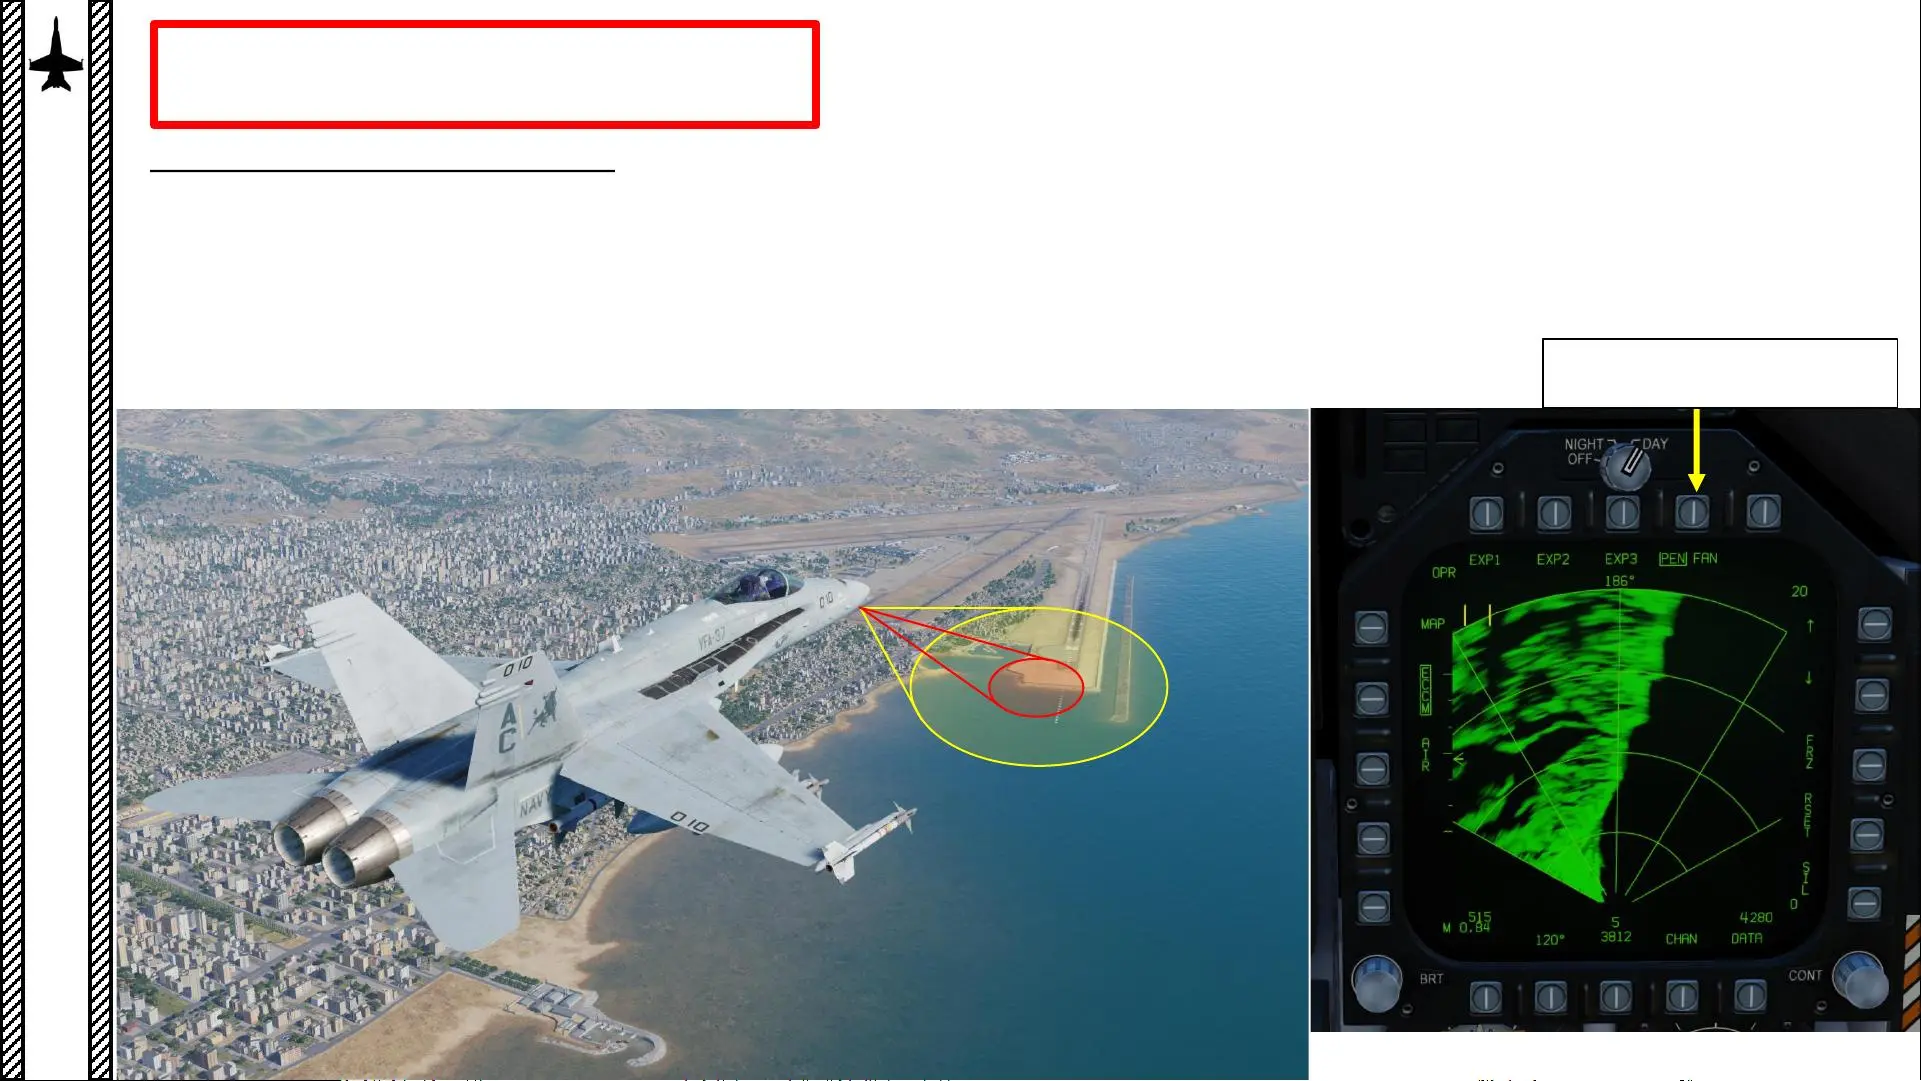 NIGHT DAY
OFF
EXP1 EXP2 EXP3 PEN FAN
OPR
186°
20
MAP
ECCM
AIR
FRZ
RSET
SIL
0
515
M 0.84
120°
5
3812
CHAN
4280
DATA
BRT
CONT
010
VFA-37
010
AC
NAVY
010